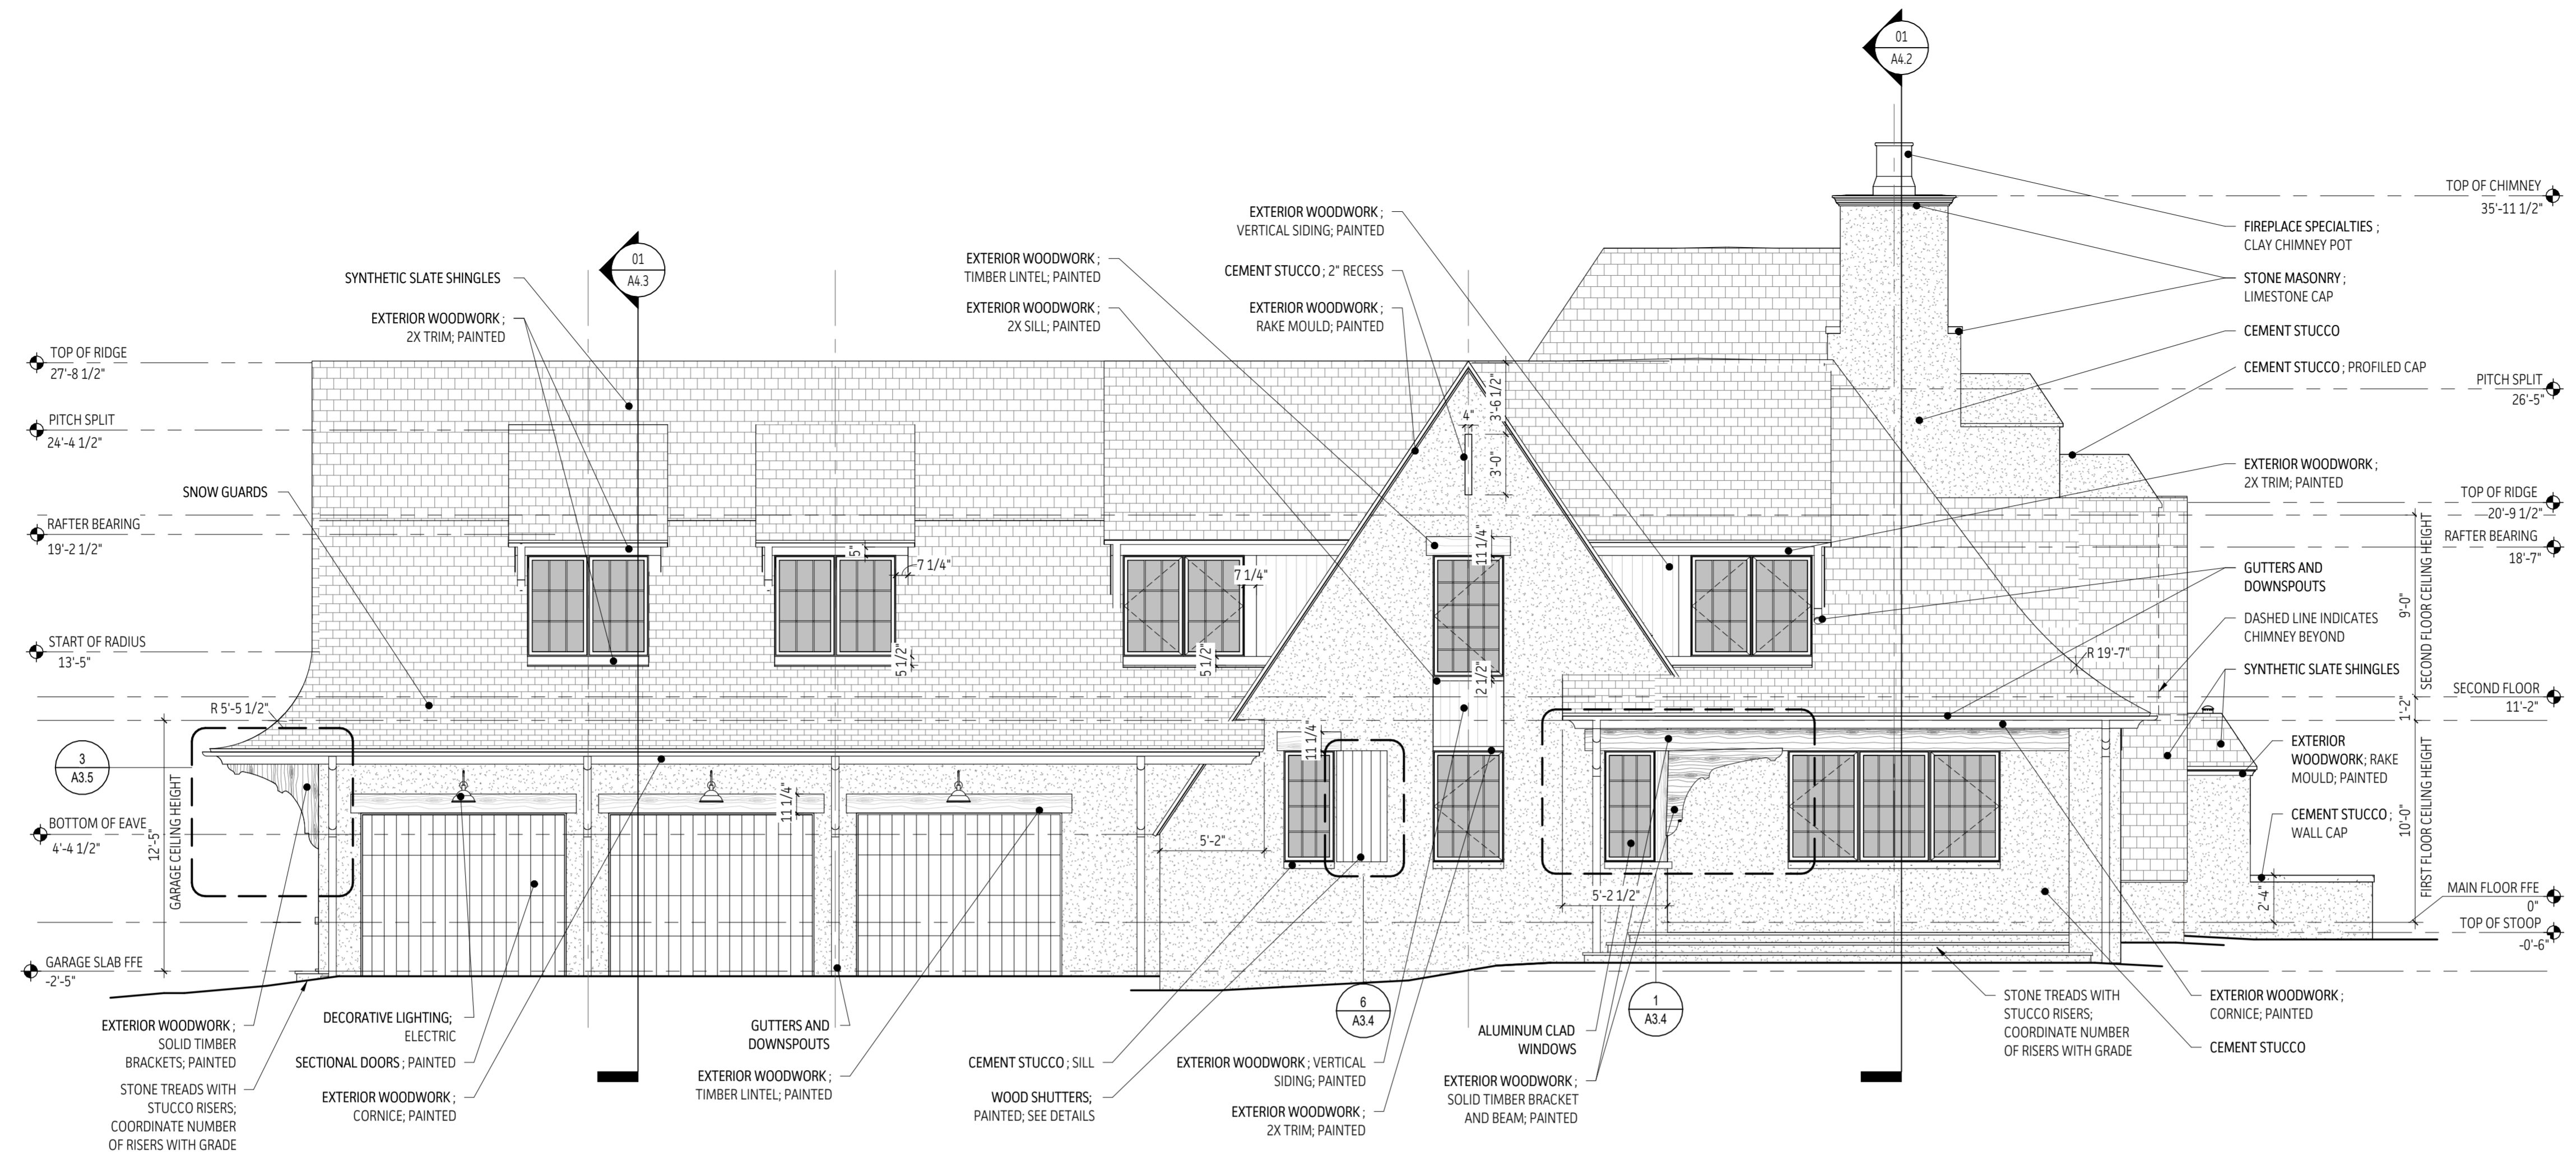 01
A4.2
TOP OF CHIMNEY
35'-11 1/2"
EXTERIOR WOODWORK ;
VERTICAL SIDING; PAINTED
FIREPLACE SPECIALTIES ;
CLAY CHIMNEY POT
01
A4.3
SYNTHETIC SLATE SHINGLES
EXTERIOR WOODWORK ;
TIMBER LINTEL; PAINTED
CEMENT STUCCO ; 2" RECESS
STONE MASONRY ;
LIMESTONE CAP
EXTERIOR WOODWORK ;
2X TRIM; PAINTED
EXTERIOR WOODWORK ;
2X SILL; PAINTED
EXTERIOR WOODWORK ;
RAKE MOULD; PAINTED
CEMENT STUCCO
TOP OF RIDGE
27'-8 1/2"
CEMENT STUCCO ; PROFILED CAP
PITCH SPLIT
26'-5"
PITCH SPLIT
24'-4 1/2"
3'-6 1/2"
4"
3'-0"
EXTERIOR WOODWORK ;
2X TRIM; PAINTED
SNOW GUARDS
TOP OF RIDGE
20'-9 1/2"
RAFTER BEARING
19'-2 1/2"
RAFTER BEARING
18'-7"
5"
7 1/4"
7 1/4"
11 1/4"
GUTTERS AND
DOWNSPOUTS
9'-0"
SECOND FLOOR CEILING HEIGHT
DASHED LINE INDICATES
CHIMNEY BEYOND
START OF RADIUS
13'-5"
5 1/2"
5 1/2"
2 1/2"
R 19'-7"
SYNTHETIC SLATE SHINGLES
SECOND FLOOR
11'-2"
1'-2"
R 5'-5 1/2"
3
A3.5
11 1/4"
EXTERIOR
WOODWORK; RAKE
MOULD; PAINTED
12'-5"
GARAGE CEILING HEIGHT
11 1/4"
BOTTOM OF EAVE
4'-4 1/2"
5'-2"
CEMENT STUCCO ;
WALL CAP
10'-0"
FIRST FLOOR CEILING HEIGHT
5'-2 1/2"
2'-4"
MAIN FLOOR FFE
0"
TOP OF STOOP
-0'-6"
GARAGE SLAB FFE
-2'-5"
6
A3.4
1
A3.4
EXTERIOR WOODWORK ;
SOLID TIMBER
BRACKETS; PAINTED
DECORATIVE LIGHTING;
ELECTRIC
GUTTERS AND
DOWNSPOUTS
ALUMINUM CLAD
WINDOWS
STONE TREADS WITH
STUCCO RISERS;
COORDINATE NUMBER
OF RISERS WITH GRADE
EXTERIOR WOODWORK ;
CORNICE; PAINTED
CEMENT STUCCO
SECTIONAL DOORS ; PAINTED
EXTERIOR WOODWORK ;
TIMBER LINTEL; PAINTED
CEMENT STUCCO ; SILL
EXTERIOR WOODWORK ; VERTICAL
SIDING; PAINTED
EXTERIOR WOODWORK ;
SOLID TIMBER BRACKET
AND BEAM; PAINTED
STONE TREADS WITH
STUCCO RISERS;
COORDINATE NUMBER
OF RISERS WITH GRADE
EXTERIOR WOODWORK ;
CORNICE; PAINTED
WOOD SHUTTERS;
PAINTED; SEE DETAILS
EXTERIOR WOODWORK ;
2X TRIM; PAINTED